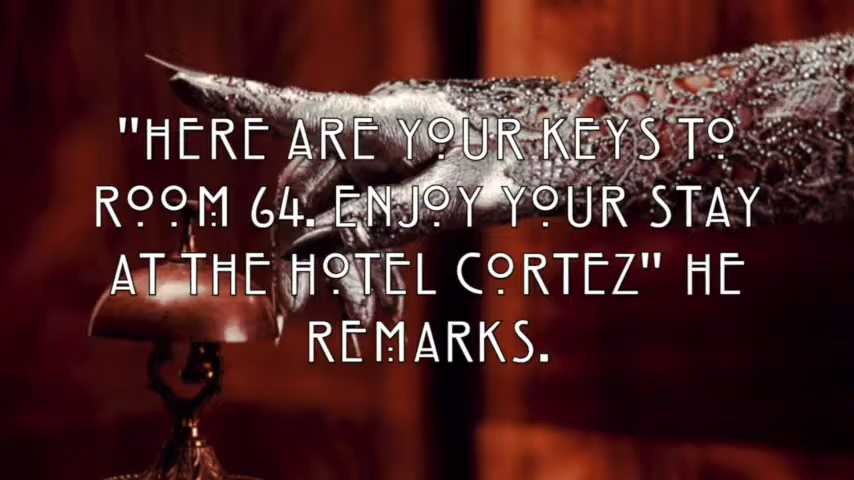 "HERE ARE YOUR KEYS TO
ROOM 64. ENJOY YOUR STAY
AT THE HOTEL CORTEZ" HE
REMARKS.